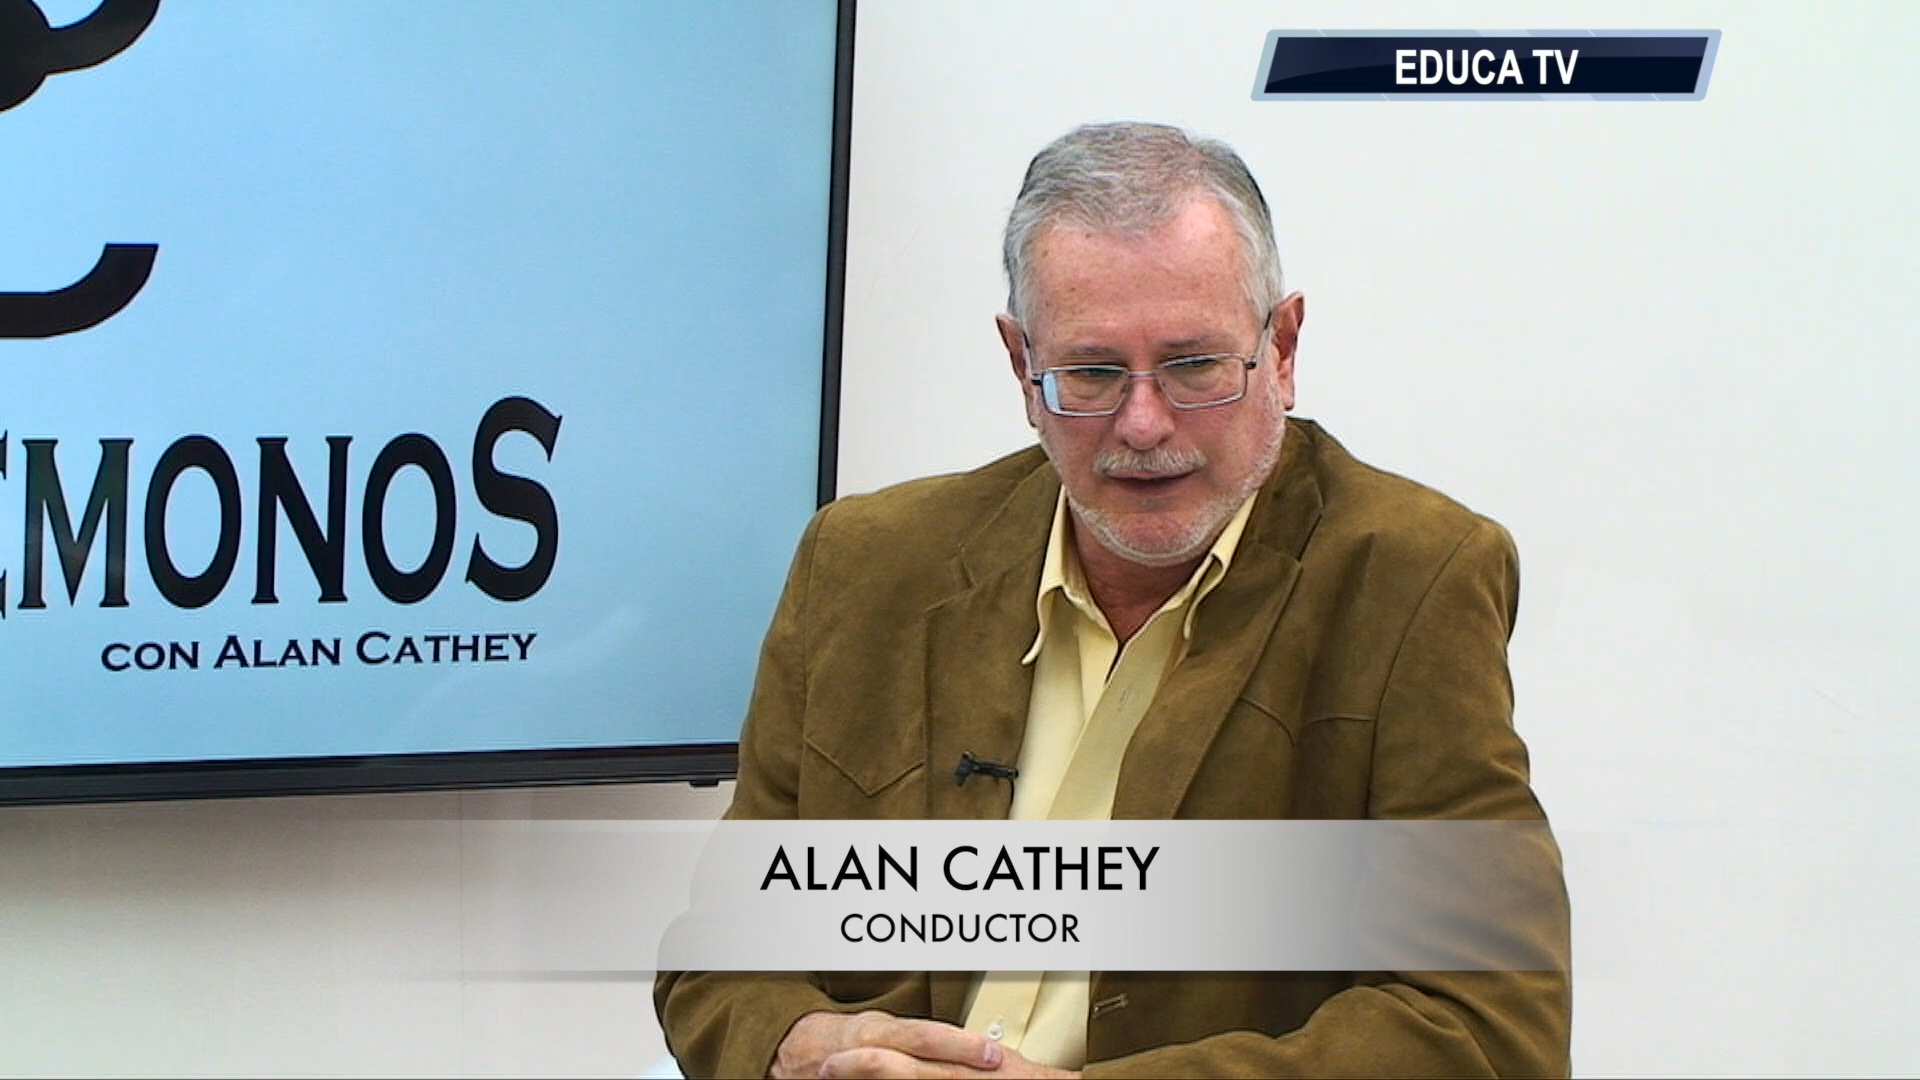 EDUCA TV
EMONOS
CON ALAN CATHEY
ALAN CATHEY
CONDUCTOR